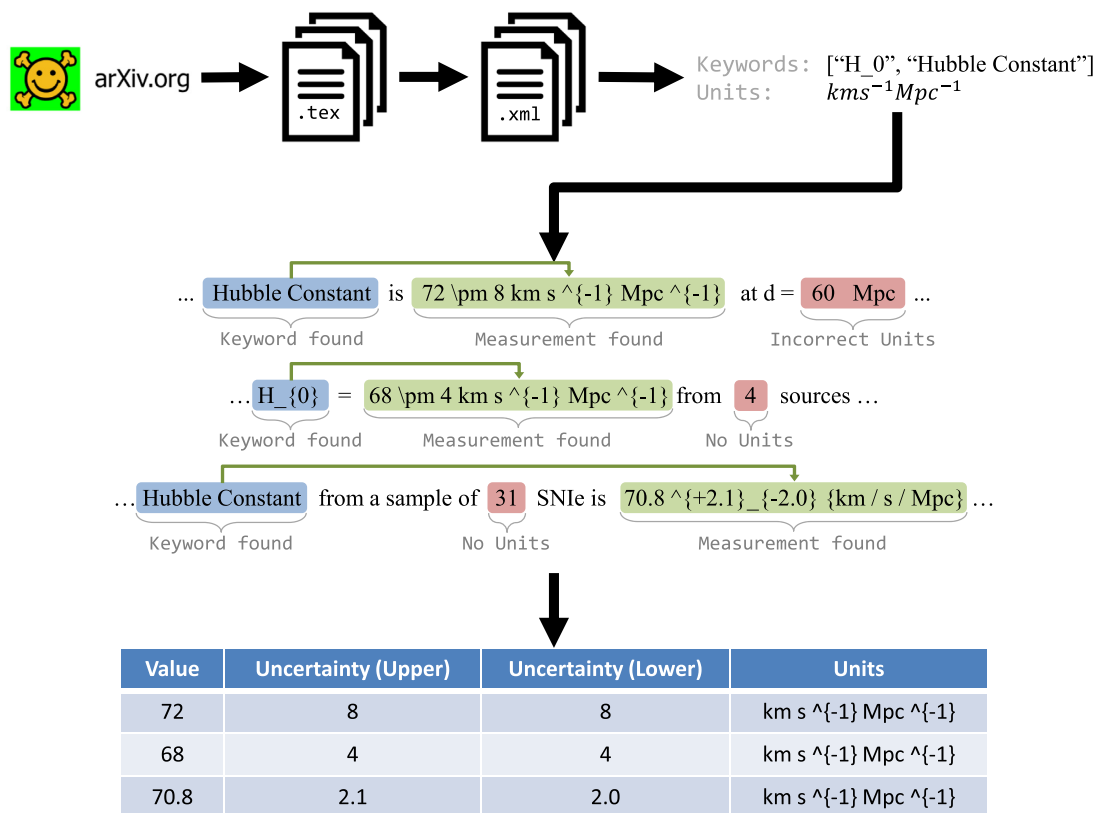 arXiv.org
.tex
.xml
Keywords: ["H_0", "Hubble Constant"]
Units: kms⁻¹Mpc⁻¹
... Hubble Constant is 72 \pm 8 km s ^{-1} Mpc ^{-1} at d = 60 Mpc ...
Keyword found Measurement found Incorrect Units
... H_{0} = 68 \pm 4 km s ^{-1} Mpc ^{-1} from 4 sources ...
Keyword found Measurement found No Units
... Hubble Constant from a sample of 31 SNIe is 70.8 ^{+2.1}_{-2.0} {km / s / Mpc} ...
Keyword found No Units Measurement found
Value Uncertainty (Upper) Uncertainty (Lower) Units
72 8 8 km s ^{-1} Mpc ^{-1}
68 4 4 km s ^{-1} Mpc ^{-1}
70.8 2.1 2.0 km s ^{-1} Mpc ^{-1}